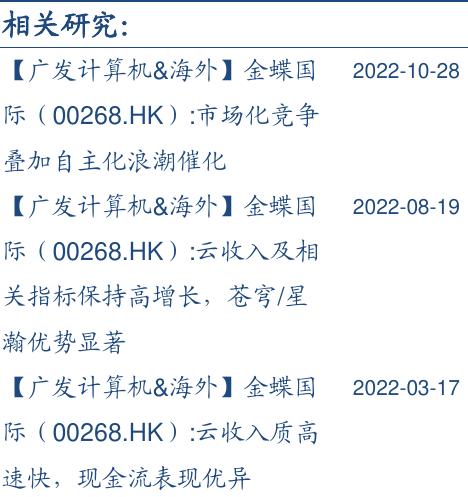 相关研究：
【广发计算机&海外】金蝶国 2022-10-28
际（00268.HK）:市场化竞争
叠加自主化浪潮催化
【广发计算机&海外】金蝶国 2022-08-19
际（00268.HK）:云收入及相
关指标保持高增长，苍穹/星
瀚优势显著
【广发计算机&海外】金蝶国 2022-03-17
际（00268.HK）:云收入质高
速快，现金流表现优异